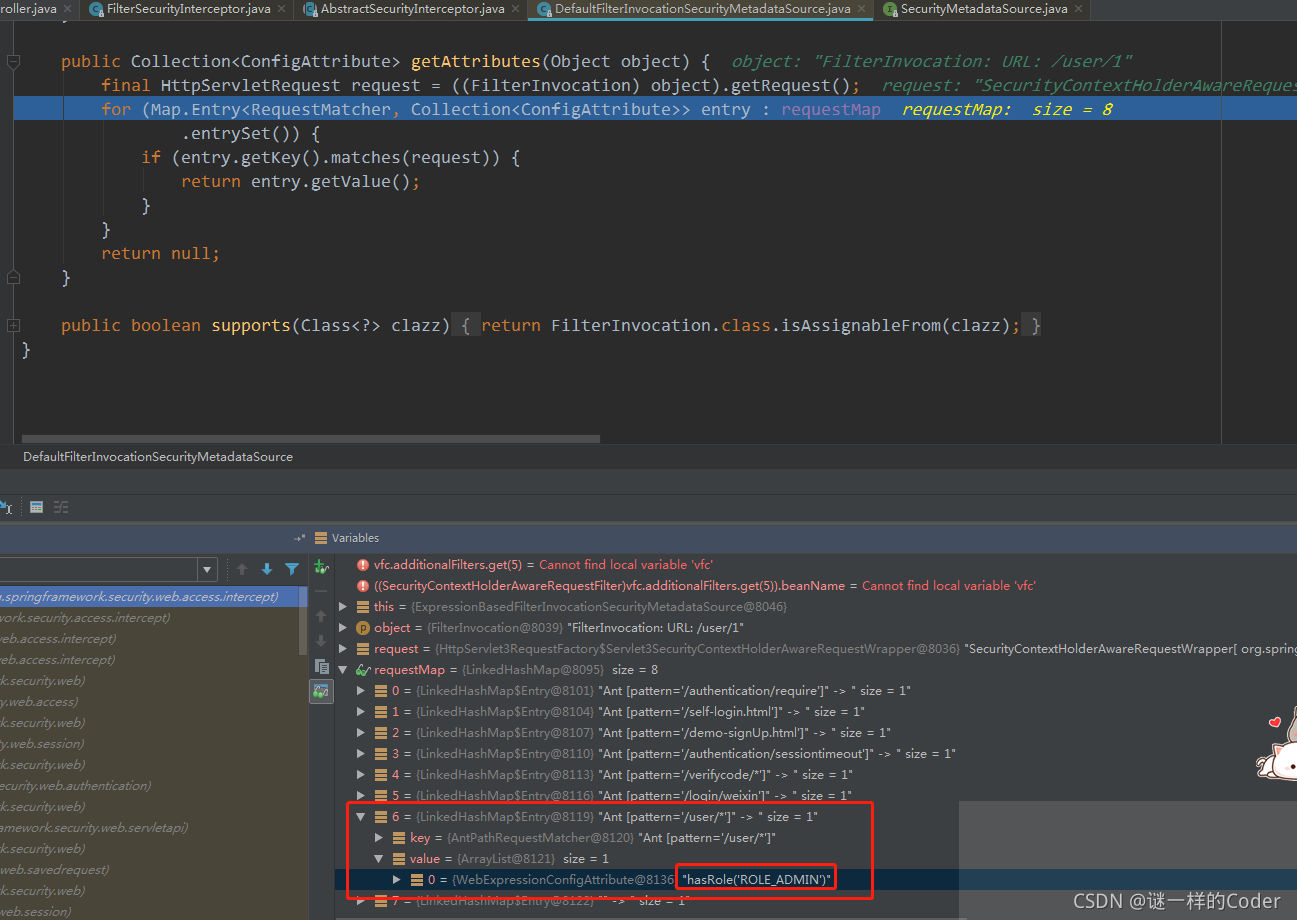 roller.java × FilterSecurityInterceptor.java × AbstractSecurityInterceptor.java × DefaultFilterInvocationSecurityMetadataSource.java × SecurityMetadataSource.java ×
public Collection<ConfigAttribute> getAttributes(Object object) { object: "FilterInvocation: URL: /user/1"
final HttpServletRequest request = ((FilterInvocation) object).getRequest(); request: "SecurityContextHolderAwareReques
for (Map.Entry<RequestMatcher, Collection<ConfigAttribute>> entry : requestMap requestMap: size = 8
.entrySet()) {
if (entry.getKey().matches(request)) {
return entry.getValue();
}
}
return null;
}
public boolean supports(Class<?> clazz) { return FilterInvocation.class.isAssignableFrom(clazz); }
}
DefaultFilterInvocationSecurityMetadataSource
Variables
vfc.additionalFilters.get(5) = Cannot find local variable 'vfc'
((SecurityContextHolderAwareRequestFilter)vfc.additionalFilters.get(5)).beanName = Cannot find local variable 'vfc'
.springframework.security.web.access.intercept)
this = {ExpressionBasedFilterInvocationSecurityMetadataSource@8046}
work.security.access.intercept)
object = {FilterInvocation@8039} "FilterInvocation: URL: /user/1"
web.access.intercept)
request = {HttpServlet3RequestFactory$Servlet3SecurityContextHolderAwareRequestWrapper@8036} "SecurityContextHolderAwareRequestWrapper[ org.spring
web.access.intercept)
requestMap = {LinkedHashMap@8095} size = 8
rk.security.web)
0 = {LinkedHashMap$Entry@8101} "Ant [pattern='/authentication/require']" -> " size = 1"
y.web.access)
1 = {LinkedHashMap$Entry@8104} "Ant [pattern='/self-login.html']" -> " size = 1"
rk.security.web)
2 = {LinkedHashMap$Entry@8107} "Ant [pattern='/demo-signUp.html']" -> " size = 1"
y.web.session)
3 = {LinkedHashMap$Entry@8110} "Ant [pattern='/authentication/sessiontimeout']" -> " size = 1"
rk.security.web)
4 = {LinkedHashMap$Entry@8113} "Ant [pattern='/verifycode/*']" -> " size = 1"
ecurity.web.authentication)
5 = {LinkedHashMap$Entry@8116} "Ant [pattern='/login/weixin']" -> " size = 1"
rk.security.web)
6 = {LinkedHashMap$Entry@8119} "Ant [pattern='/user/*']" -> " size = 1"
amework.security.web.servletapi)
key = {AntPathRequestMatcher@8120} "Ant [pattern='/user/*']"
rk.security.web)
value = {ArrayList@8121} size = 1
web.savedrequest)
0 = {WebExpressionConfigAttribute@8136} "hasRole('ROLE_ADMIN')"
rk.security.web)
7 = {LinkedHashMap$Entry@8122} "" -> " size = 1"
web.session)
CSDN @谜一样的Coder